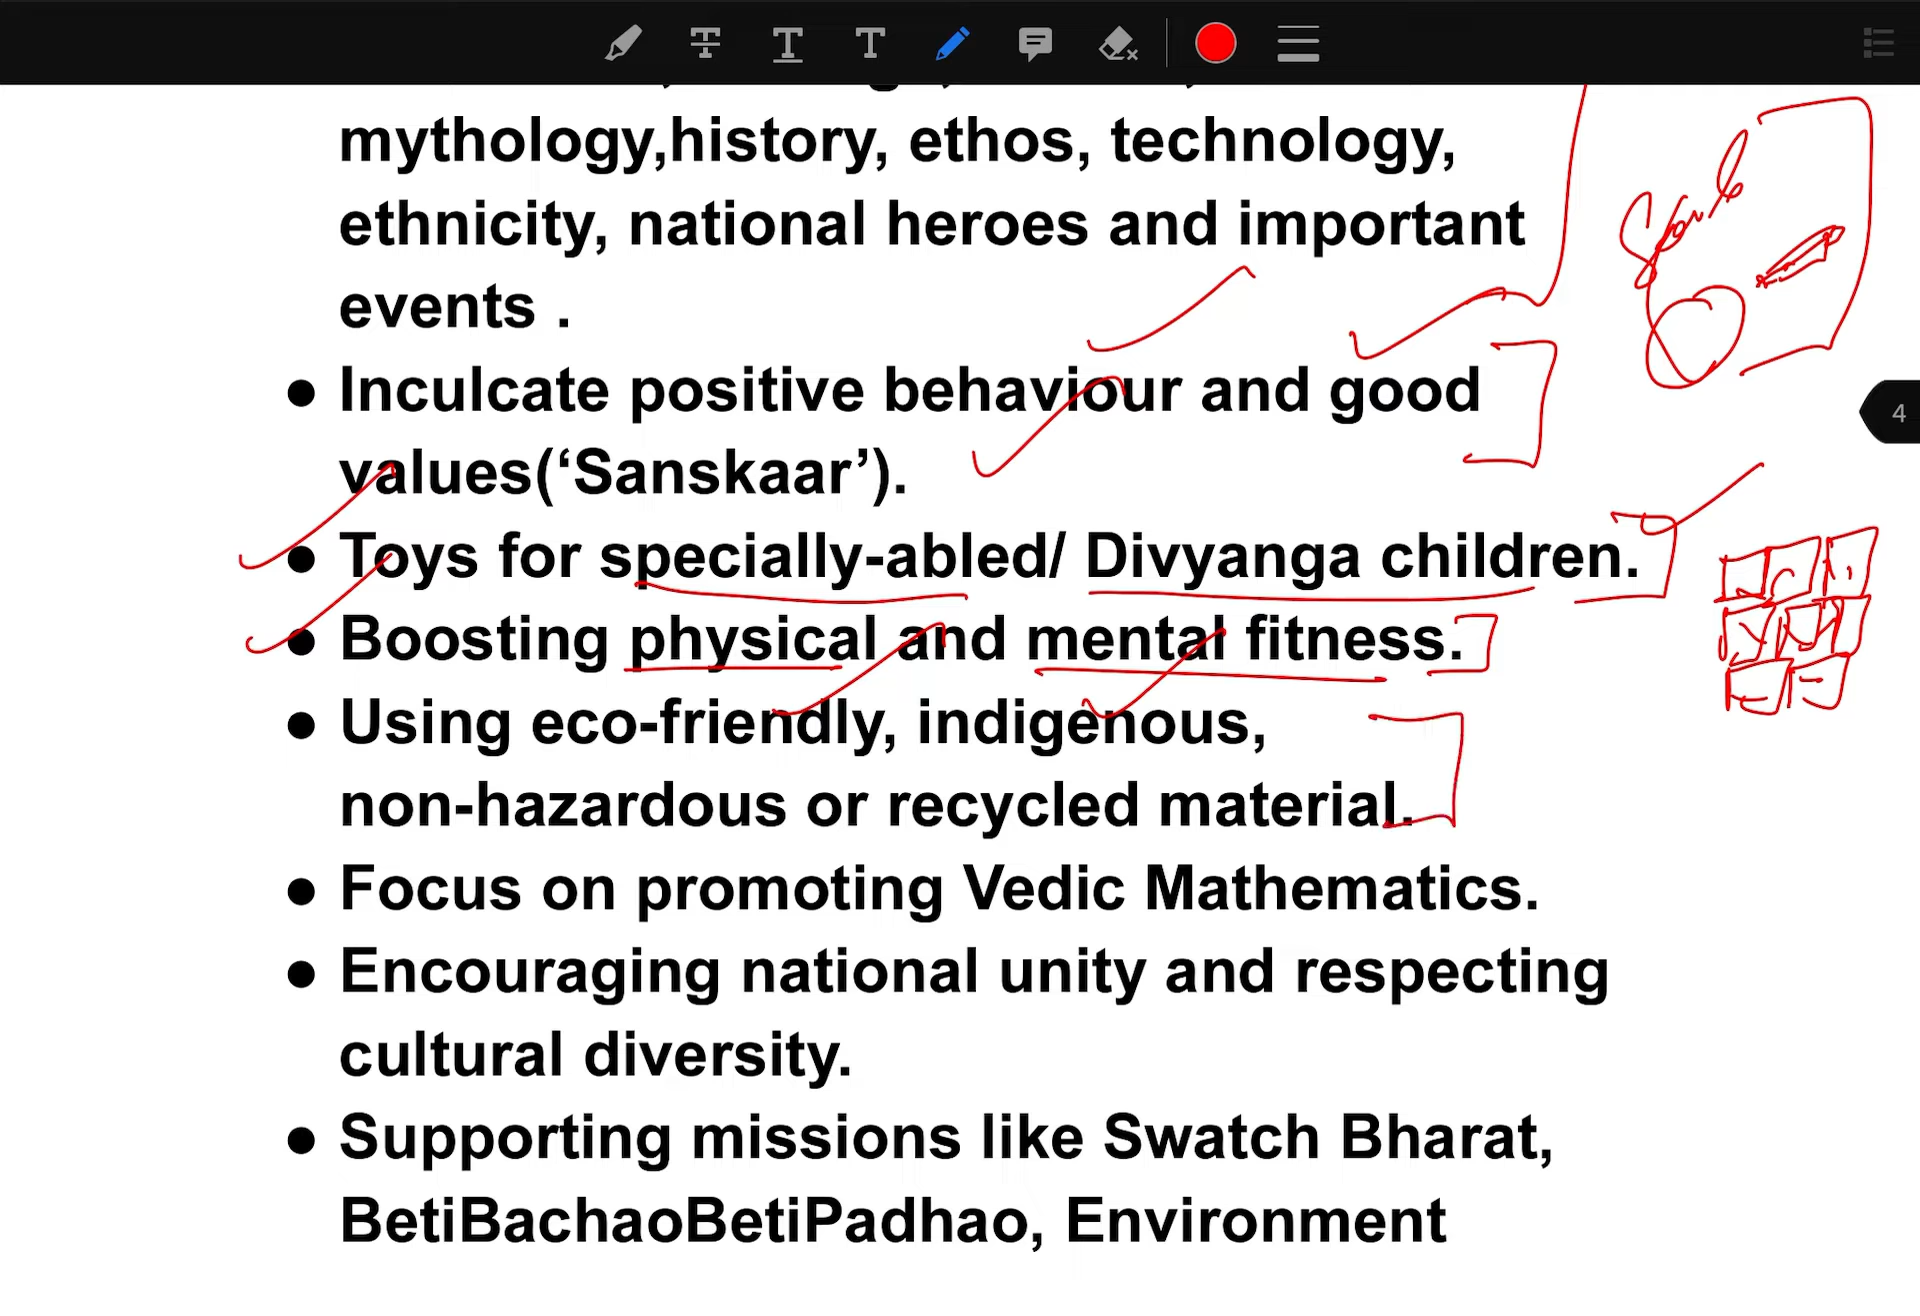 mythology,history, ethos, technology,
ethnicity, national heroes and important
events .
● Inculcate positive behaviour and good
values(‘Sanskaar’).
● Toys for specially-abled/ Divyanga children.
● Boosting physical and mental fitness.
● Using eco-friendly, indigenous,
non-hazardous or recycled material.
● Focus on promoting Vedic Mathematics.
● Encouraging national unity and respecting
cultural diversity.
● Supporting missions like Swatch Bharat,
BetiBachaoBetiPadhao, Environment
4